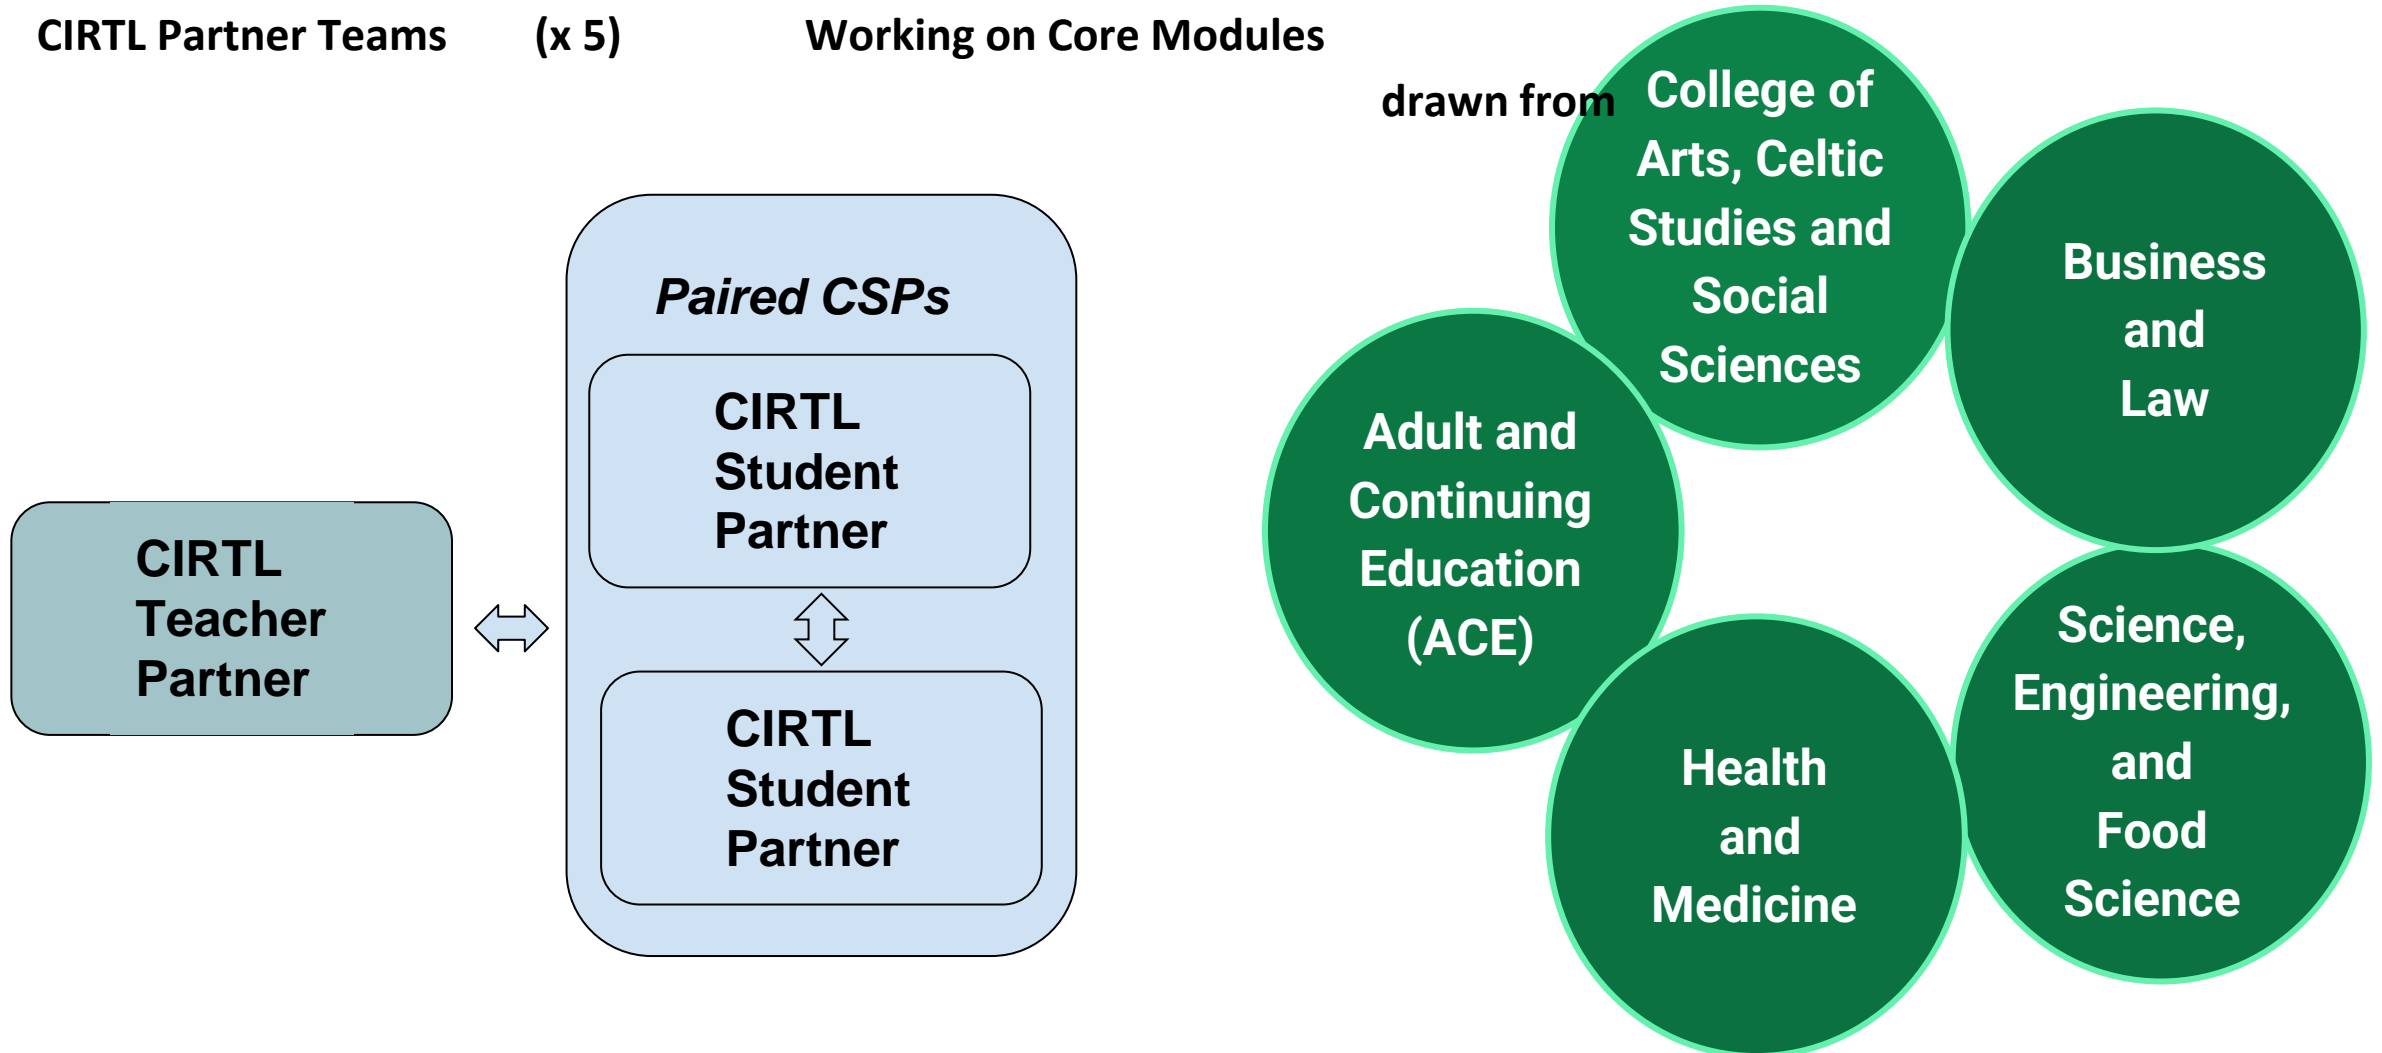 CIRTL Partner Teams (x 5) Working on Core Modules
drawn from
Paired CSPs
CIRTL
Student
Partner
CIRTL
Teacher
Partner
CIRTL
Student
Partner
College of
Arts, Celtic
Studies and
Social
Sciences
Business
and
Law
Adult and
Continuing
Education
(ACE)
Science,
Engineering,
and
Food
Science
Health
and
Medicine